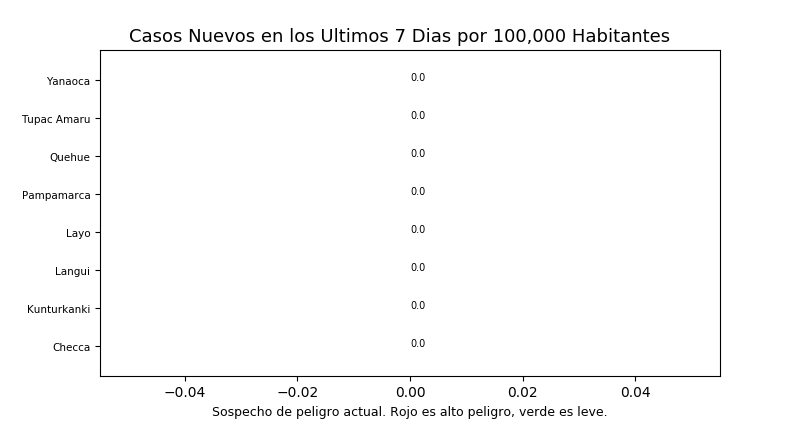 Casos Nuevos en los Ultimos 7 Dias por 100,000 Habitantes
Yanaoca 0.0
Tupac Amaru 0.0
Quehue 0.0
Pampamarca 0.0
Layo 0.0
Langui 0.0
Kunturkanki 0.0
Checca 0.0
−0.04 −0.02 0.00 0.02 0.04
Sospecho de peligro actual. Rojo es alto peligro, verde es leve.